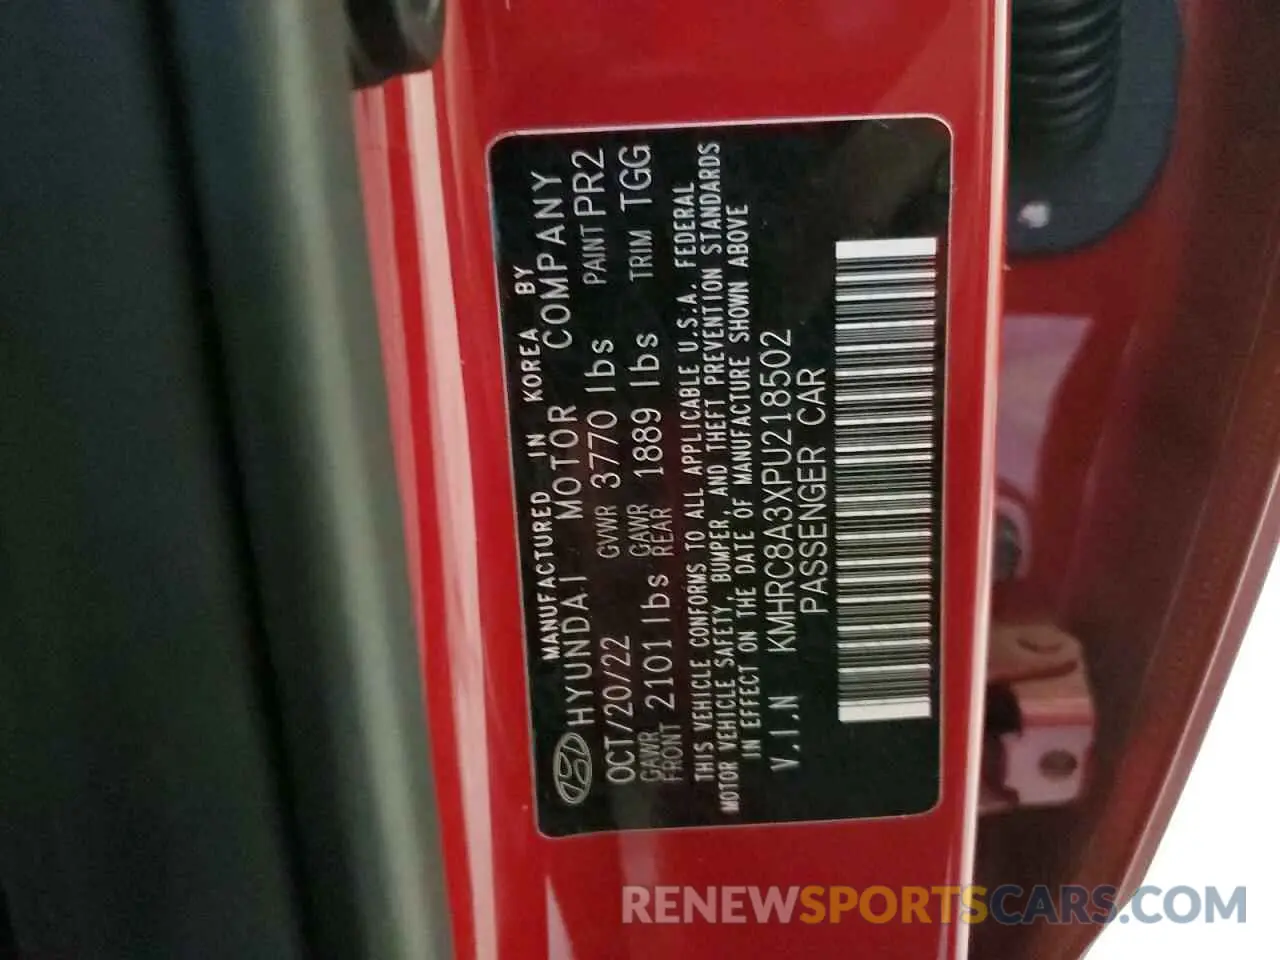 MANUFACTURED IN KOREA BY
HYUNDAI MOTOR COMPANY
OCT/20/22 GVWR 3770 lbs PAINT PR2
GAWR FRONT 2101 lbs GAWR REAR 1889 lbs TRIM TGG
THIS VEHICLE CONFORMS TO ALL APPLICABLE U.S.A. FEDERAL
MOTOR VEHICLE SAFETY, BUMPER, AND THEFT PREVENTION STANDARDS
IN EFFECT ON THE DATE OF MANUFACTURE SHOWN ABOVE
V.I.N KMHRC8A3XPU218502
PASSENGER CAR
RENEWSPORTSCARS.COM